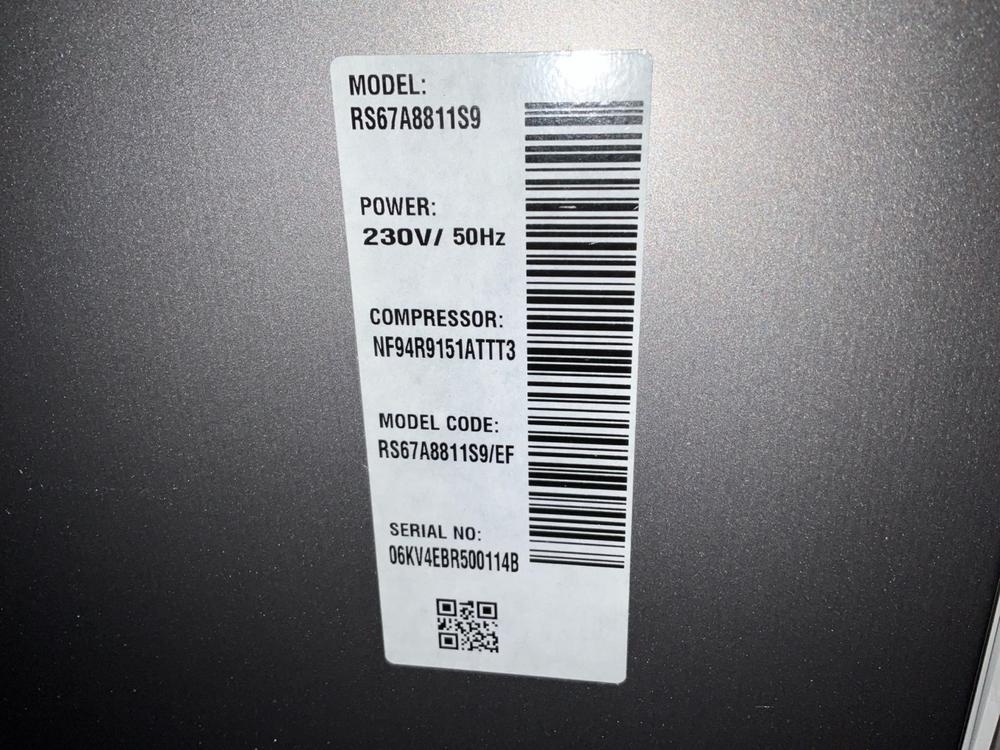 MODEL:
RS67A8811S9
POWER:
230V/ 50Hz
COMPRESSOR:
NF94R9151ATTT3
MODEL CODE:
RS67A8811S9/EF
SERIAL NO:
06KV4EBR500114B